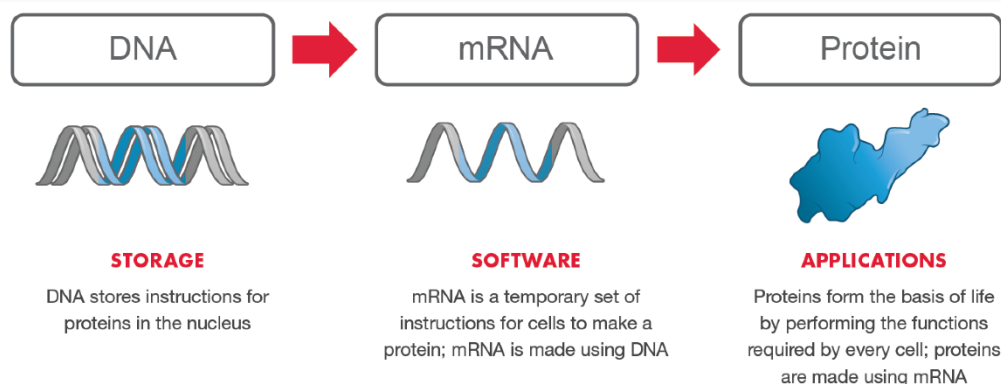 DNA
mRNA
Protein
STORAGE
DNA stores instructions for
proteins in the nucleus
SOFTWARE
mRNA is a temporary set of
instructions for cells to make a
protein; mRNA is made using DNA
APPLICATIONS
Proteins form the basis of life
by performing the functions
required by every cell; proteins
are made using mRNA